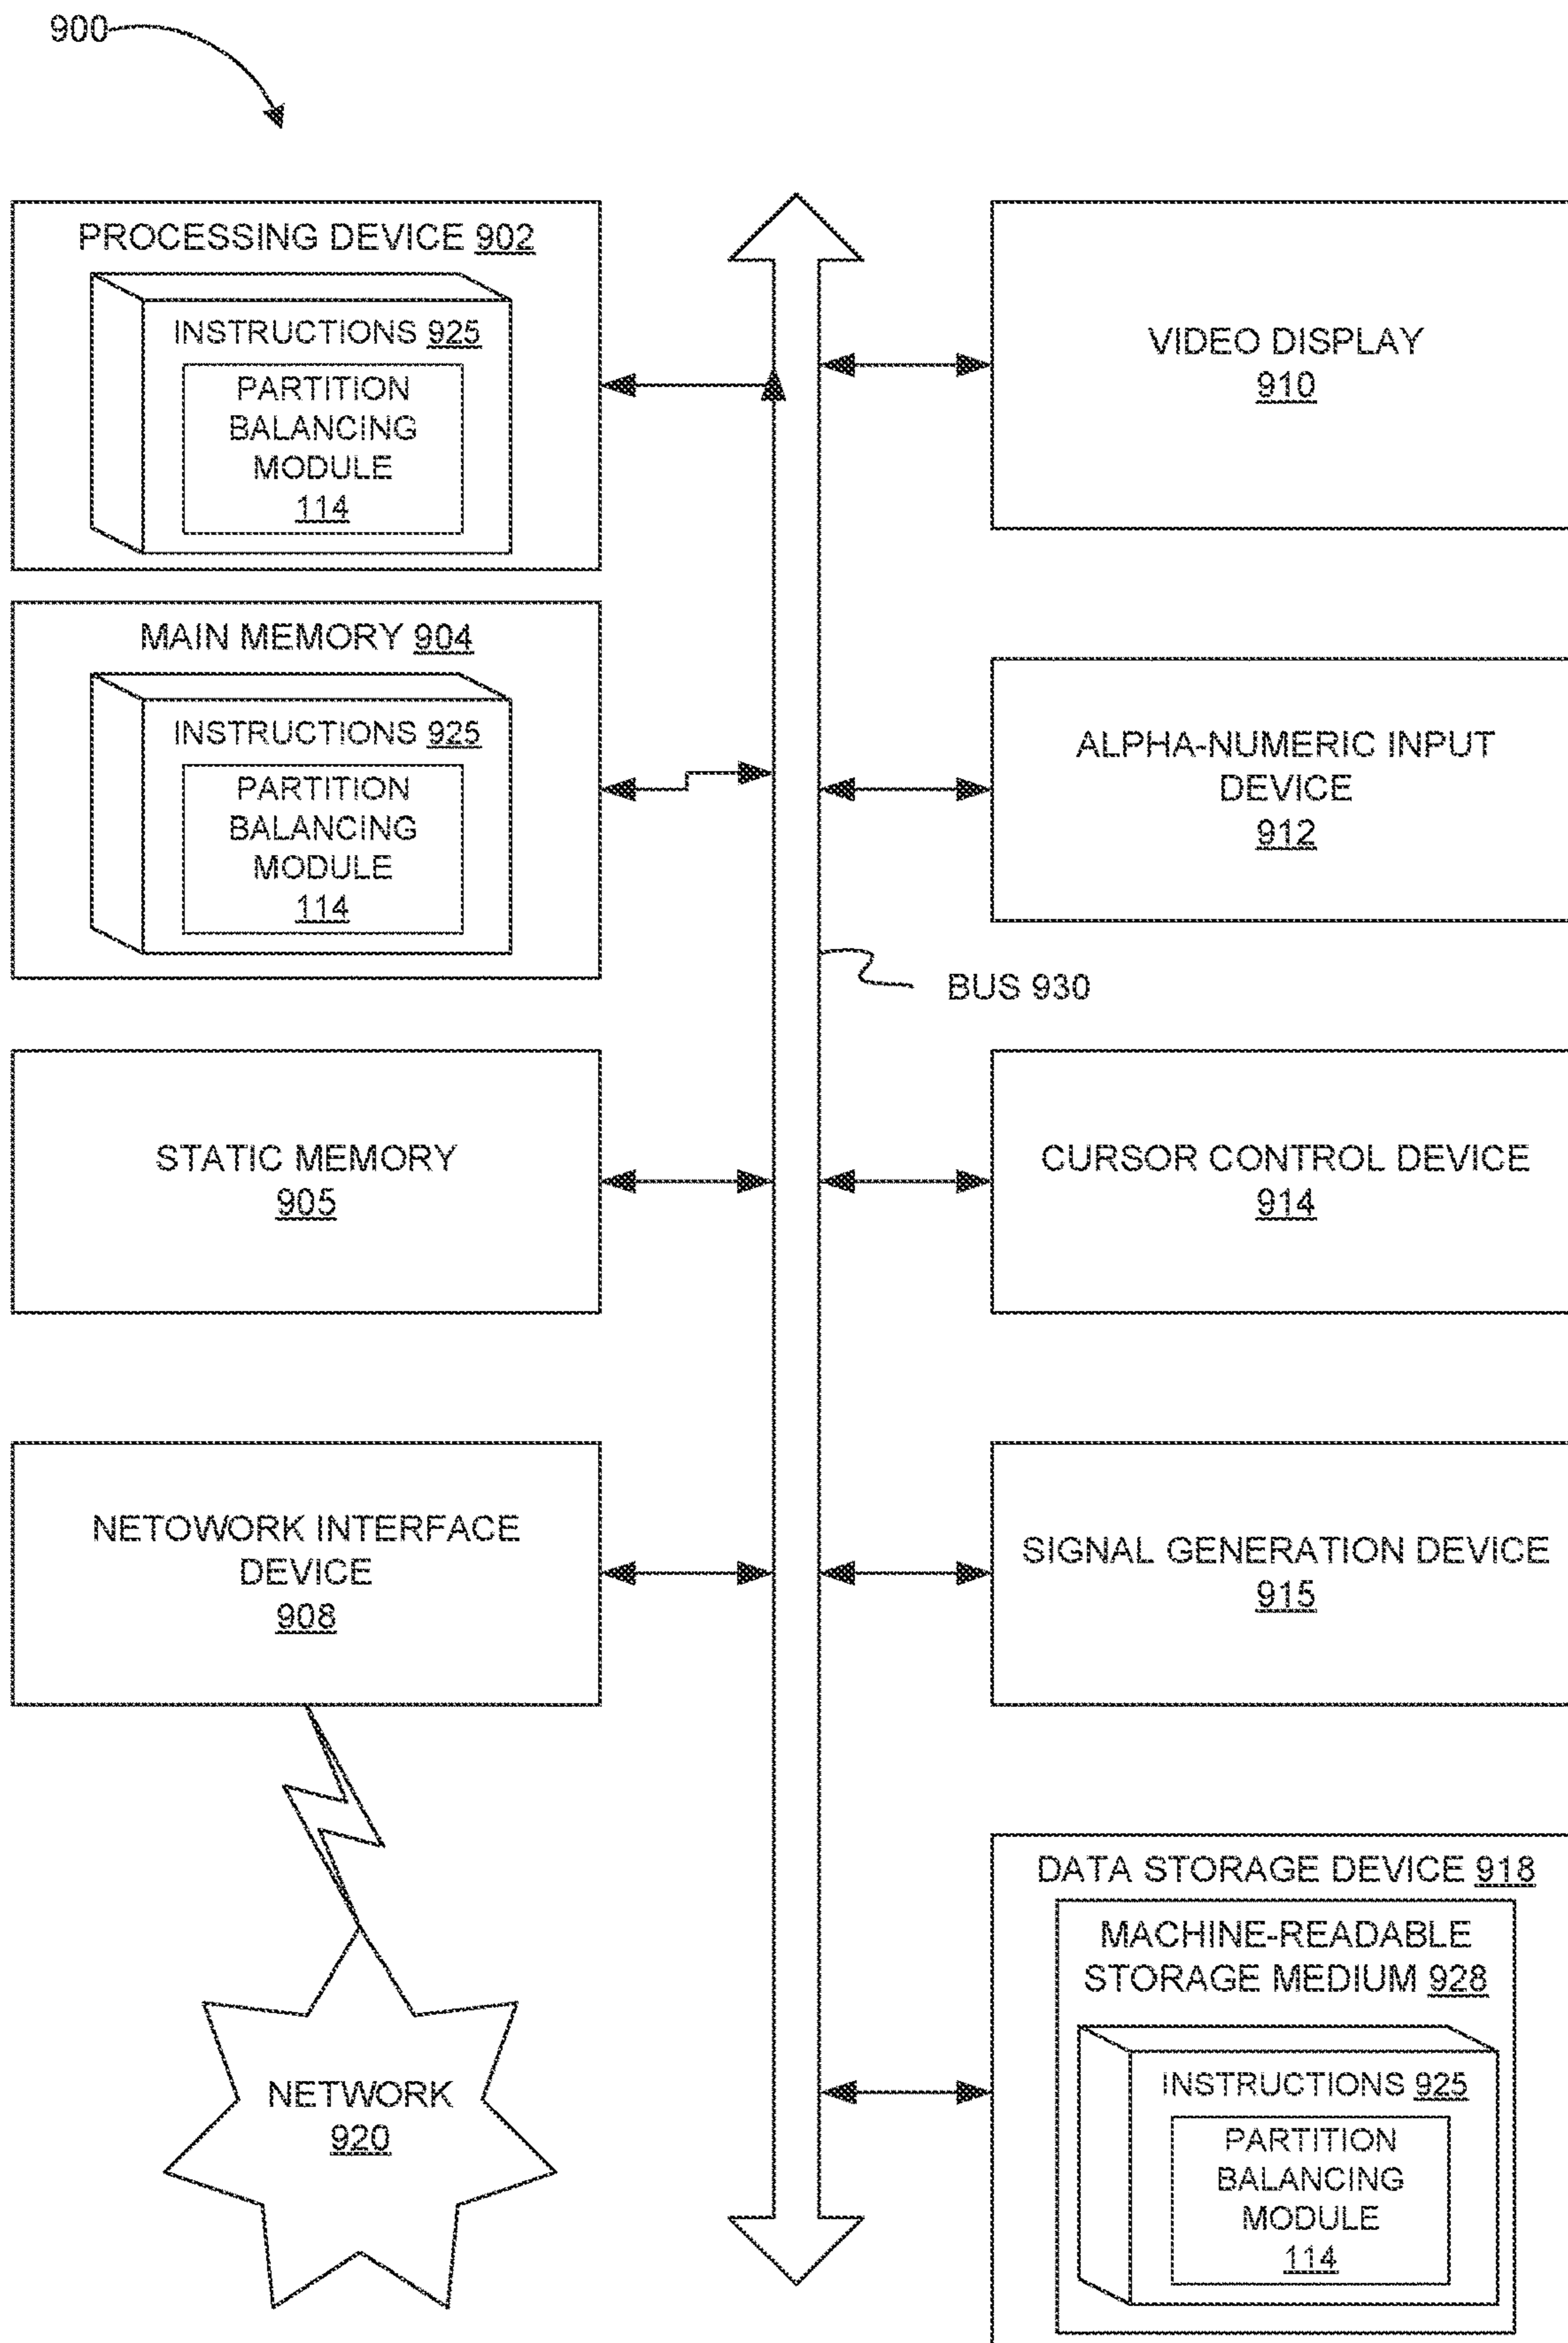 900
PROCESSING DEVICE 902
INSTRUCTIONS 925
PARTITION
BALANCING
MODULE
114
MAIN MEMORY 904
INSTRUCTIONS 925
PARTITION
BALANCING
MODULE
114
STATIC MEMORY
905
NETOWORK INTERFACE
DEVICE
908
NETWORK
920
BUS 930
VIDEO DISPLAY
910
ALPHA-NUMERIC INPUT
DEVICE
912
CURSOR CONTROL DEVICE
914
SIGNAL GENERATION DEVICE
915
DATA STORAGE DEVICE 918
MACHINE-READABLE
STORAGE MEDIUM 928
INSTRUCTIONS 925
PARTITION
BALANCING
MODULE
114